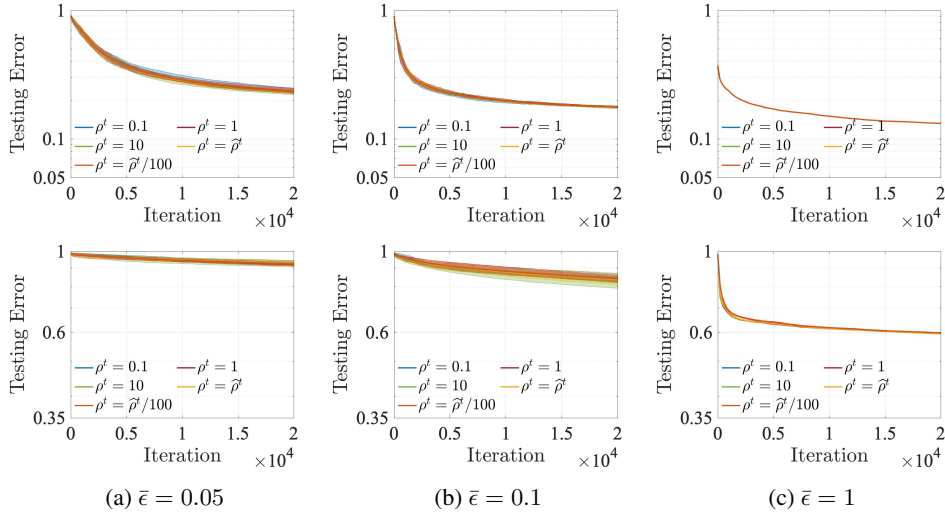 1
0.1
0.05
Testing Error
ρ^t = 0.1
ρ^t = 1
ρ^t = 10
ρ^t = ρ̂^t
ρ^t = ρ̂^t/100
0 0.5 1 1.5 2
Iteration ×10^4
1
0.1
0.05
Testing Error
ρ^t = 0.1
ρ^t = 1
ρ^t = 10
ρ^t = ρ̂^t
ρ^t = ρ̂^t/100
0 0.5 1 1.5 2
Iteration ×10^4
1
0.1
0.05
Testing Error
ρ^t = 0.1
ρ^t = 1
ρ^t = 10
ρ^t = ρ̂^t
ρ^t = ρ̂^t/100
0 0.5 1 1.5 2
Iteration ×10^4
1
0.6
0.35
Testing Error
ρ^t = 0.1
ρ^t = 1
ρ^t = 10
ρ^t = ρ̂^t
ρ^t = ρ̂^t/100
0 0.5 1 1.5 2
Iteration ×10^4
1
0.6
0.35
Testing Error
ρ^t = 0.1
ρ^t = 1
ρ^t = 10
ρ^t = ρ̂^t
ρ^t = ρ̂^t/100
0 0.5 1 1.5 2
Iteration ×10^4
1
0.6
0.35
Testing Error
ρ^t = 0.1
ρ^t = 1
ρ^t = 10
ρ^t = ρ̂^t
ρ^t = ρ̂^t/100
0 0.5 1 1.5 2
Iteration ×10^4
(a) ϵ̄ = 0.05
(b) ϵ̄ = 0.1
(c) ϵ̄ = 1